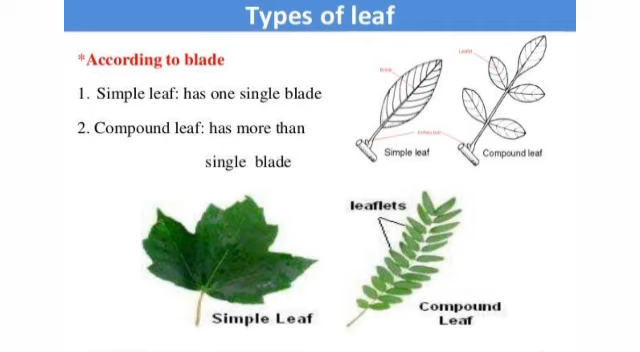 Types of leaf
*According to blade
1. Simple leaf: has one single blade
2. Compound leaf: has more than
single blade
Leaflet
Simple leaf
Compound leaf
leaflets
Simple Leaf
Compound
Leaf